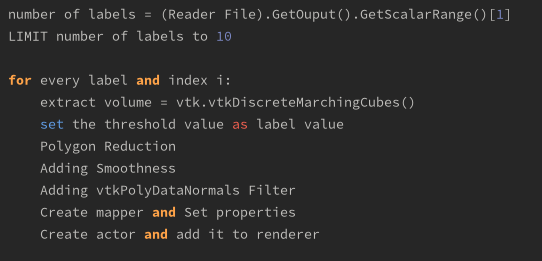 number of labels = (Reader File).GetOuput().GetScalarRange()[1]
LIMIT number of labels to 10
for every label and index i:
extract volume = vtk.vtkDiscreteMarchingCubes()
set the threshold value as label value
Polygon Reduction
Adding Smoothness
Adding vtkPolyDataNormals Filter
Create mapper and Set properties
Create actor and add it to renderer